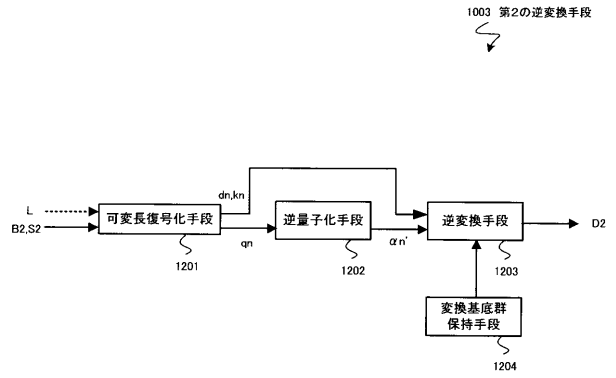 1003 第2の逆変換手段
L
B2,S2
可変長復号化手段
1201
dn,kn
qn
逆量子化手段
1202
αn'
逆変換手段
1203
D2
変換基底群
保持手段
1204